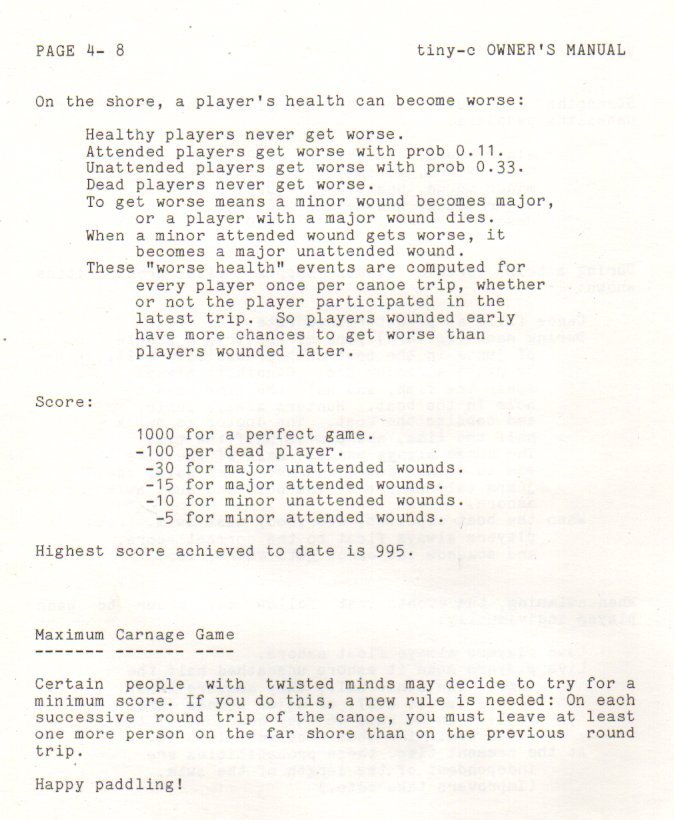 PAGE 4- 8 tiny-c OWNER'S MANUAL
On the shore, a player's health can become worse:
Healthy players never get worse.
Attended players get worse with prob 0.11.
Unattended players get worse with prob 0.33.
Dead players never get worse.
To get worse means a minor wound becomes major,
or a player with a major wound dies.
When a minor attended wound gets worse, it
becomes a major unattended wound.
These "worse health" events are computed for
every player once per canoe trip, whether
or not the player participated in the
latest trip. So players wounded early
have more chances to get worse than
players wounded later.
Score:
1000 for a perfect game.
-100 per dead player.
-30 for major unattended wounds.
-15 for major attended wounds.
-10 for minor unattended wounds.
-5 for minor attended wounds.
Highest score achieved to date is 995.
Maximum Carnage Game
------- ------- ----
Certain people with twisted minds may decide to try for a
minimum score. If you do this, a new rule is needed: On each
successive round trip of the canoe, you must leave at least
one more person on the far shore than on the previous round
trip.
Happy paddling!